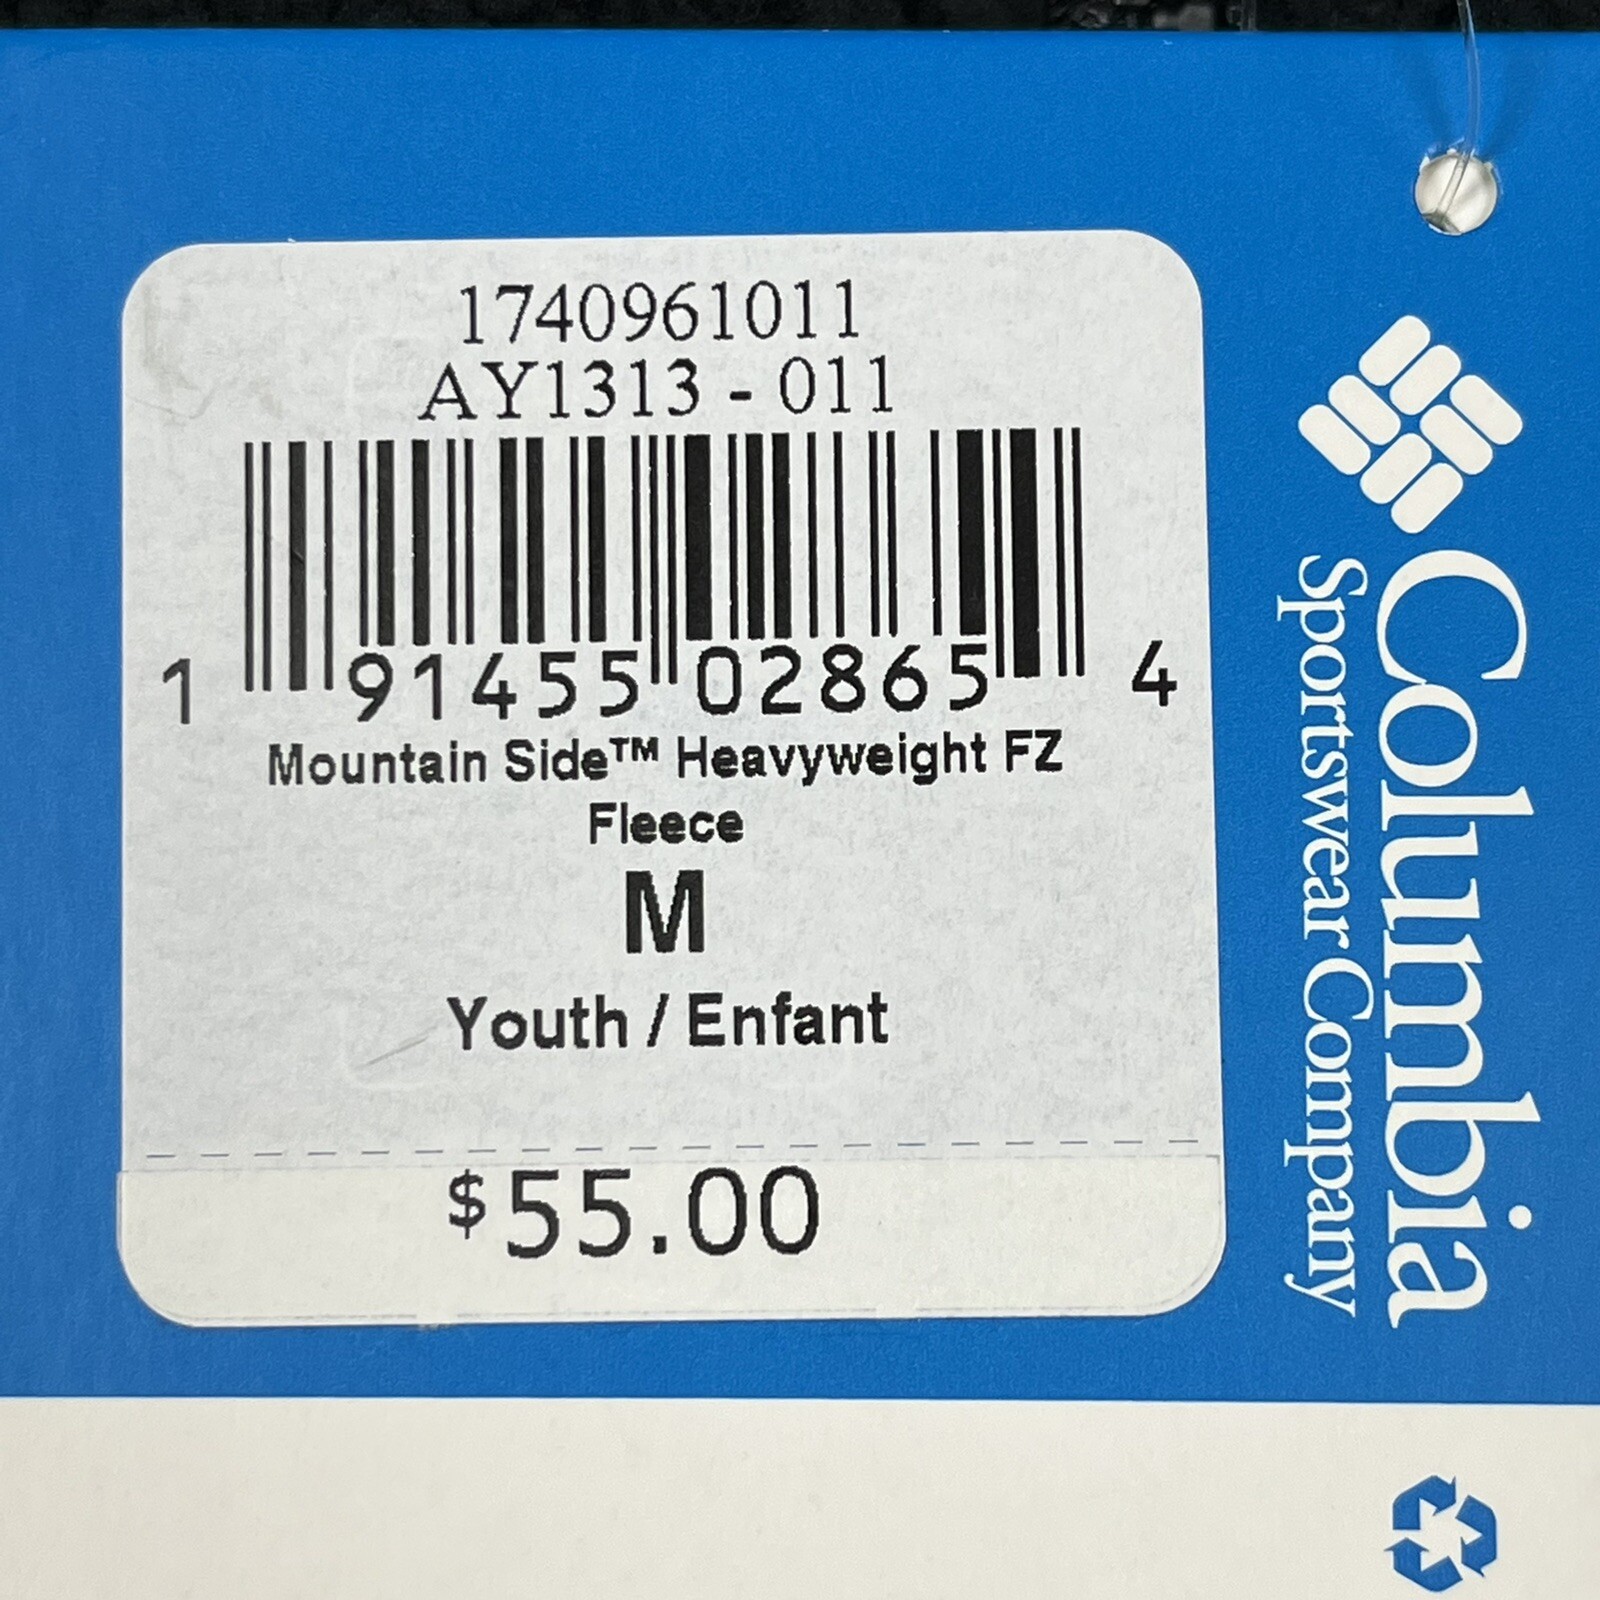 1740961011
AY1313 - 011
1 91455 02865 4
Mountain Side™ Heavyweight FZ
Fleece
M
Youth / Enfant
$55.00
Columbia
Sportswear Company